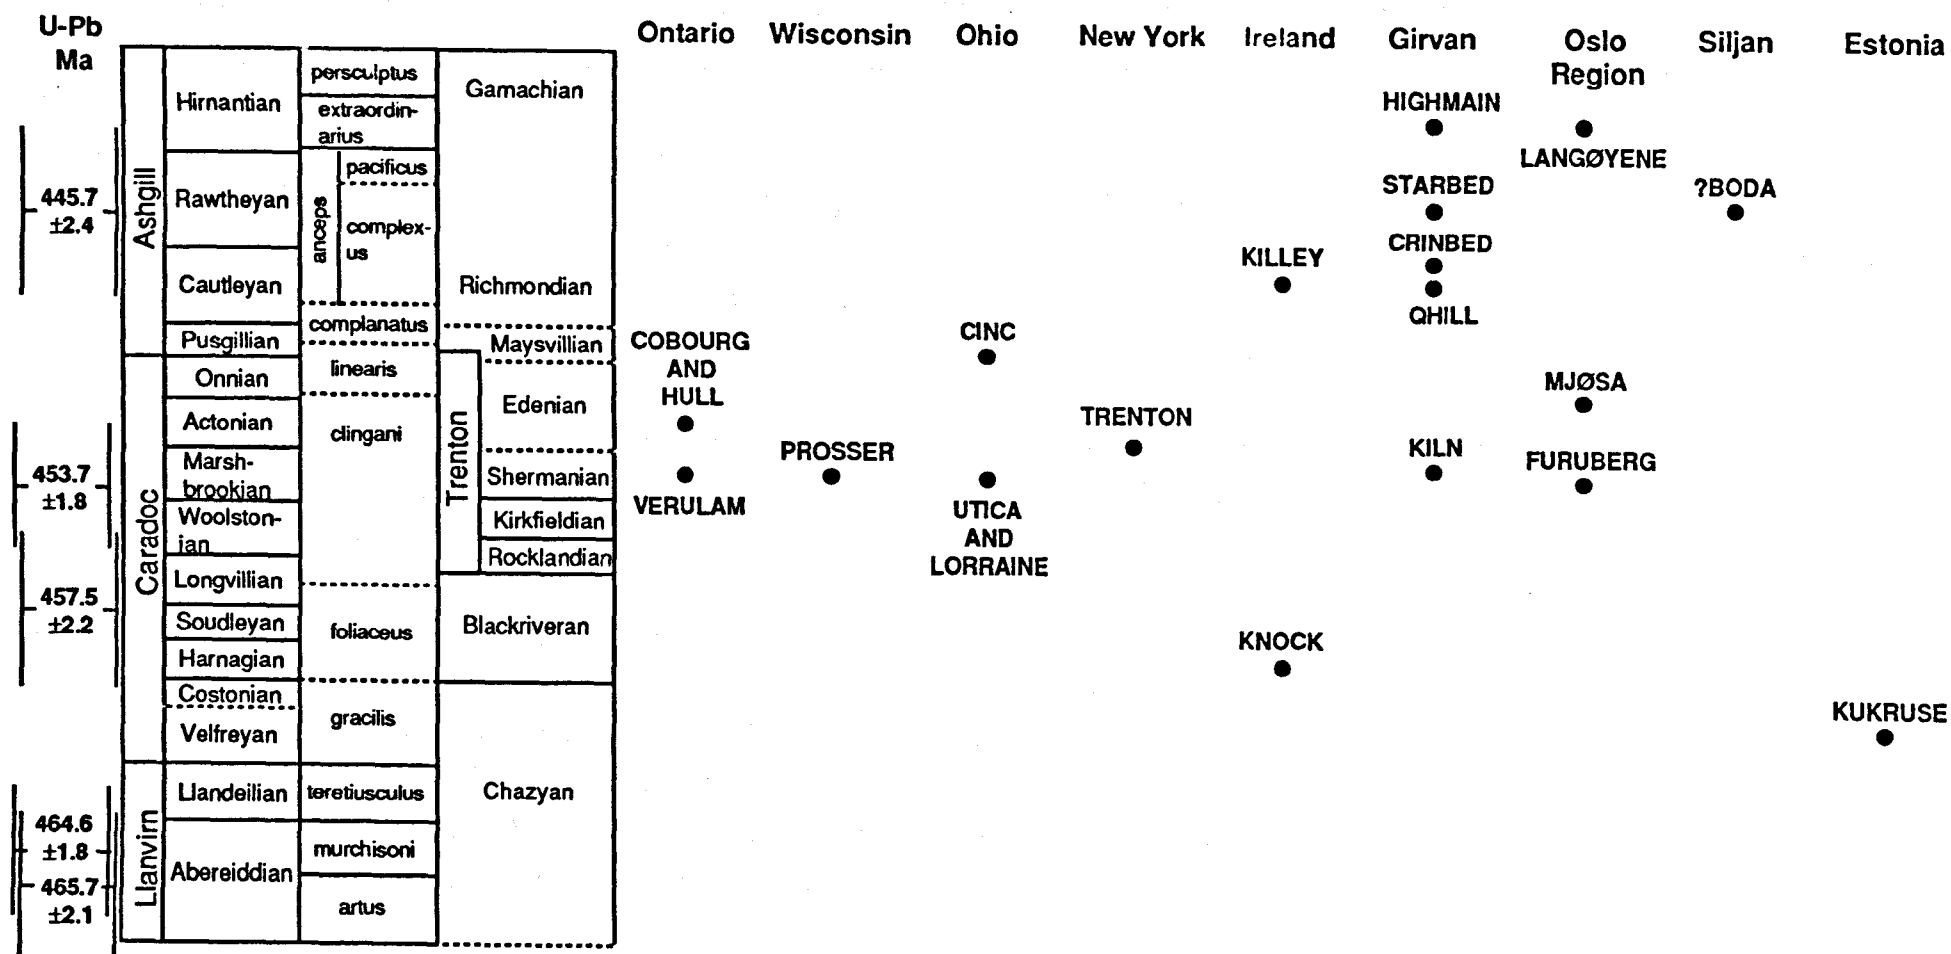 U-Pb
Ma
Ontario
Wisconsin
Ohio
New York
Ireland
Girvan
Oslo
Region
Siljan
Estonia
445.7
±2.4
453.7
±1.8
457.5
±2.2
464.6
±1.8
465.7
±2.1
Ashgill
Caradoc
Llanvirn
Hirnantian
Rawtheyan
Cautleyan
Pusgillian
Onnian
Actonian
Marsh-
brookian
Woolston-
ian
Longvillian
Soudleyan
Harnagian
Costonian
Velfreyan
Llandeilian
Abereiddian
persculptus
extraordin-
arius
anceps
pacificus
complex-
us
complanatus
linearis
clingani
foliaceus
gracilis
teretiusculus
murchisoni
artus
Gamachian
Richmondian
Maysvillian
Trenton
Edenian
Shermanian
Kirkfieldian
Rocklandian
Blackriveran
Chazyan
COBOURG
AND
HULL
VERULAM
PROSSER
CINC
UTICA
AND
LORRAINE
TRENTON
KILLEY
KNOCK
HIGHMAIN
STARBED
CRINBED
QHILL
KILN
LANGØYENE
MJØSA
FURUBERG
?BODA
KUKRUSE